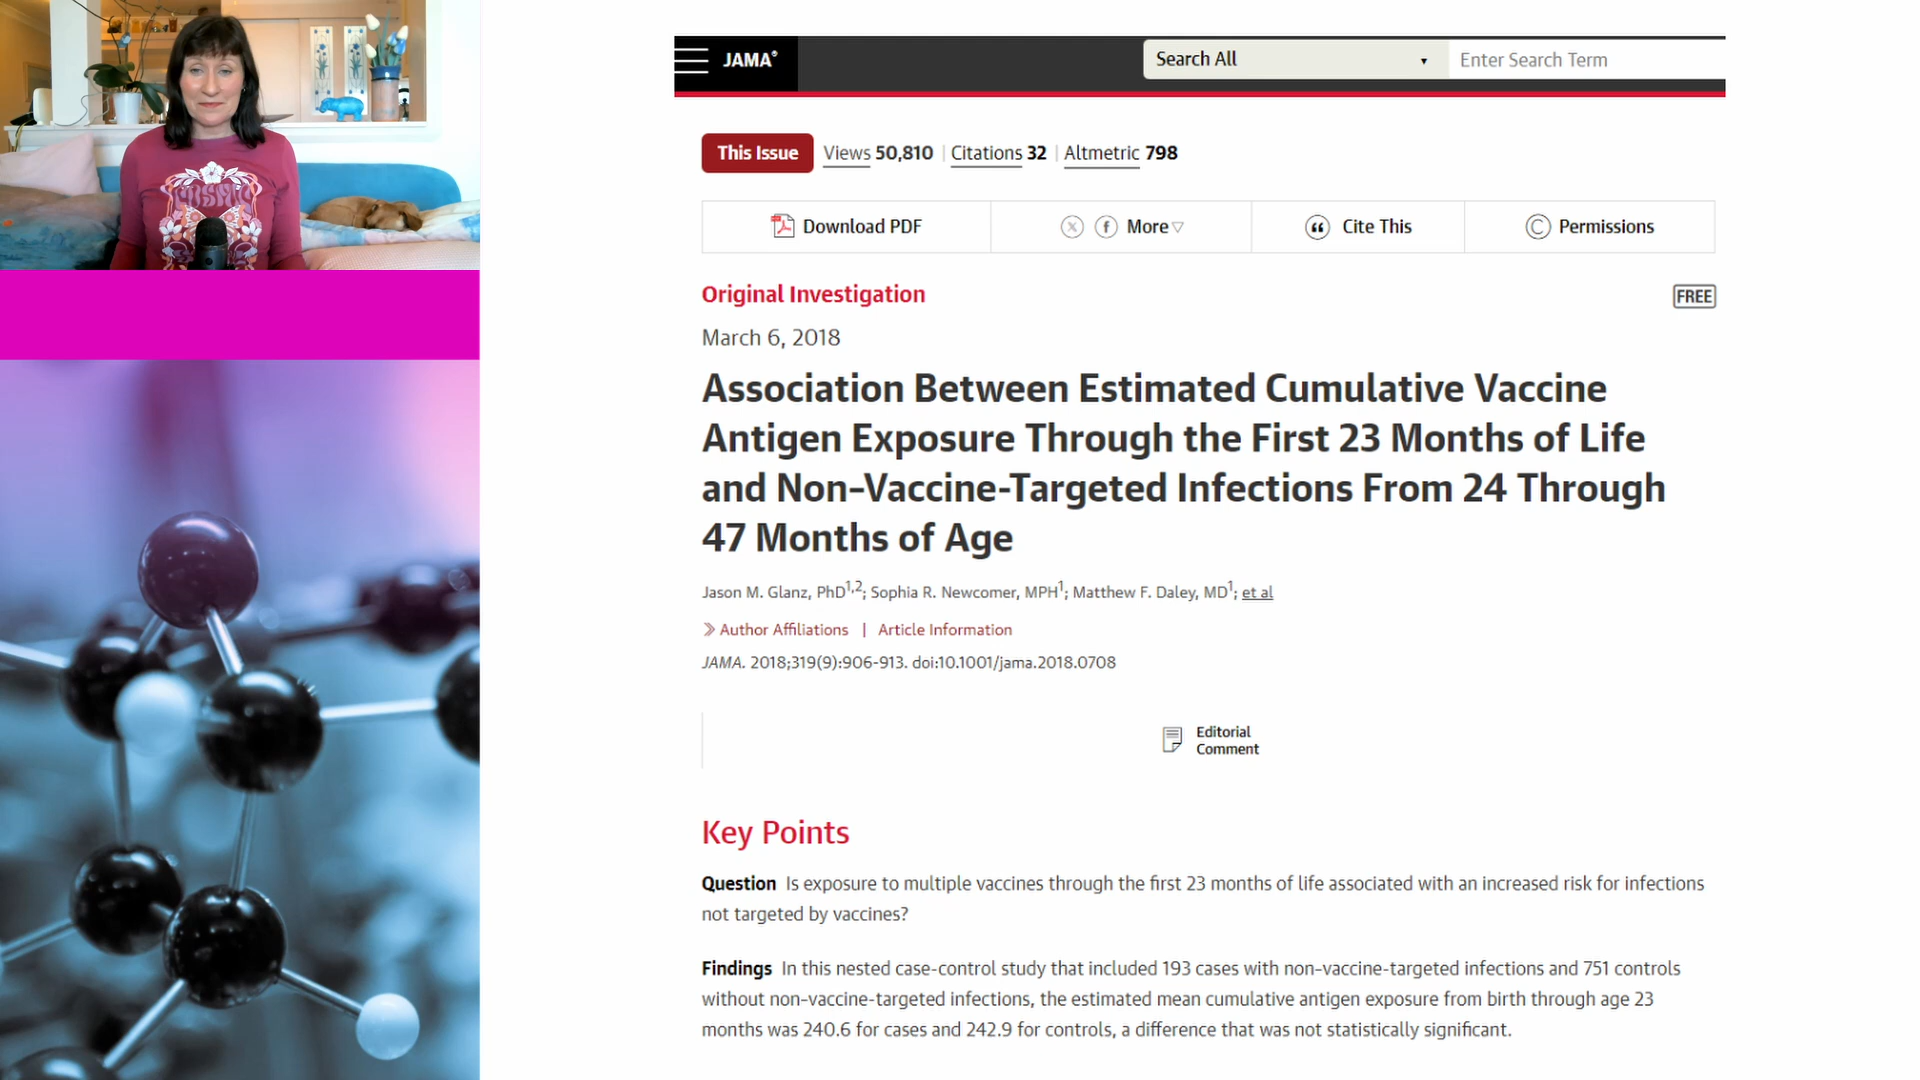 JAMA®
Search All
Enter Search Term
This Issue Views 50,810 | Citations 32 | Altmetric 798
Download PDF
More
Cite This
Permissions
Original Investigation
FREE
March 6, 2018
Association Between Estimated Cumulative Vaccine
Antigen Exposure Through the First 23 Months of Life
and Non–Vaccine-Targeted Infections From 24 Through
47 Months of Age
Jason M. Glanz, PhD1,2; Sophia R. Newcomer, MPH1; Matthew F. Daley, MD1; et al
Author Affiliations | Article Information
JAMA. 2018;319(9):906-913. doi:10.1001/jama.2018.0708
Editorial
Comment
Key Points
Question Is exposure to multiple vaccines through the first 23 months of life associated with an increased risk for infections
not targeted by vaccines?
Findings In this nested case-control study that included 193 cases with non–vaccine-targeted infections and 751 controls
without non–vaccine-targeted infections, the estimated mean cumulative antigen exposure from birth through age 23
months was 240.6 for cases and 242.9 for controls, a difference that was not statistically significant.
COSMIC